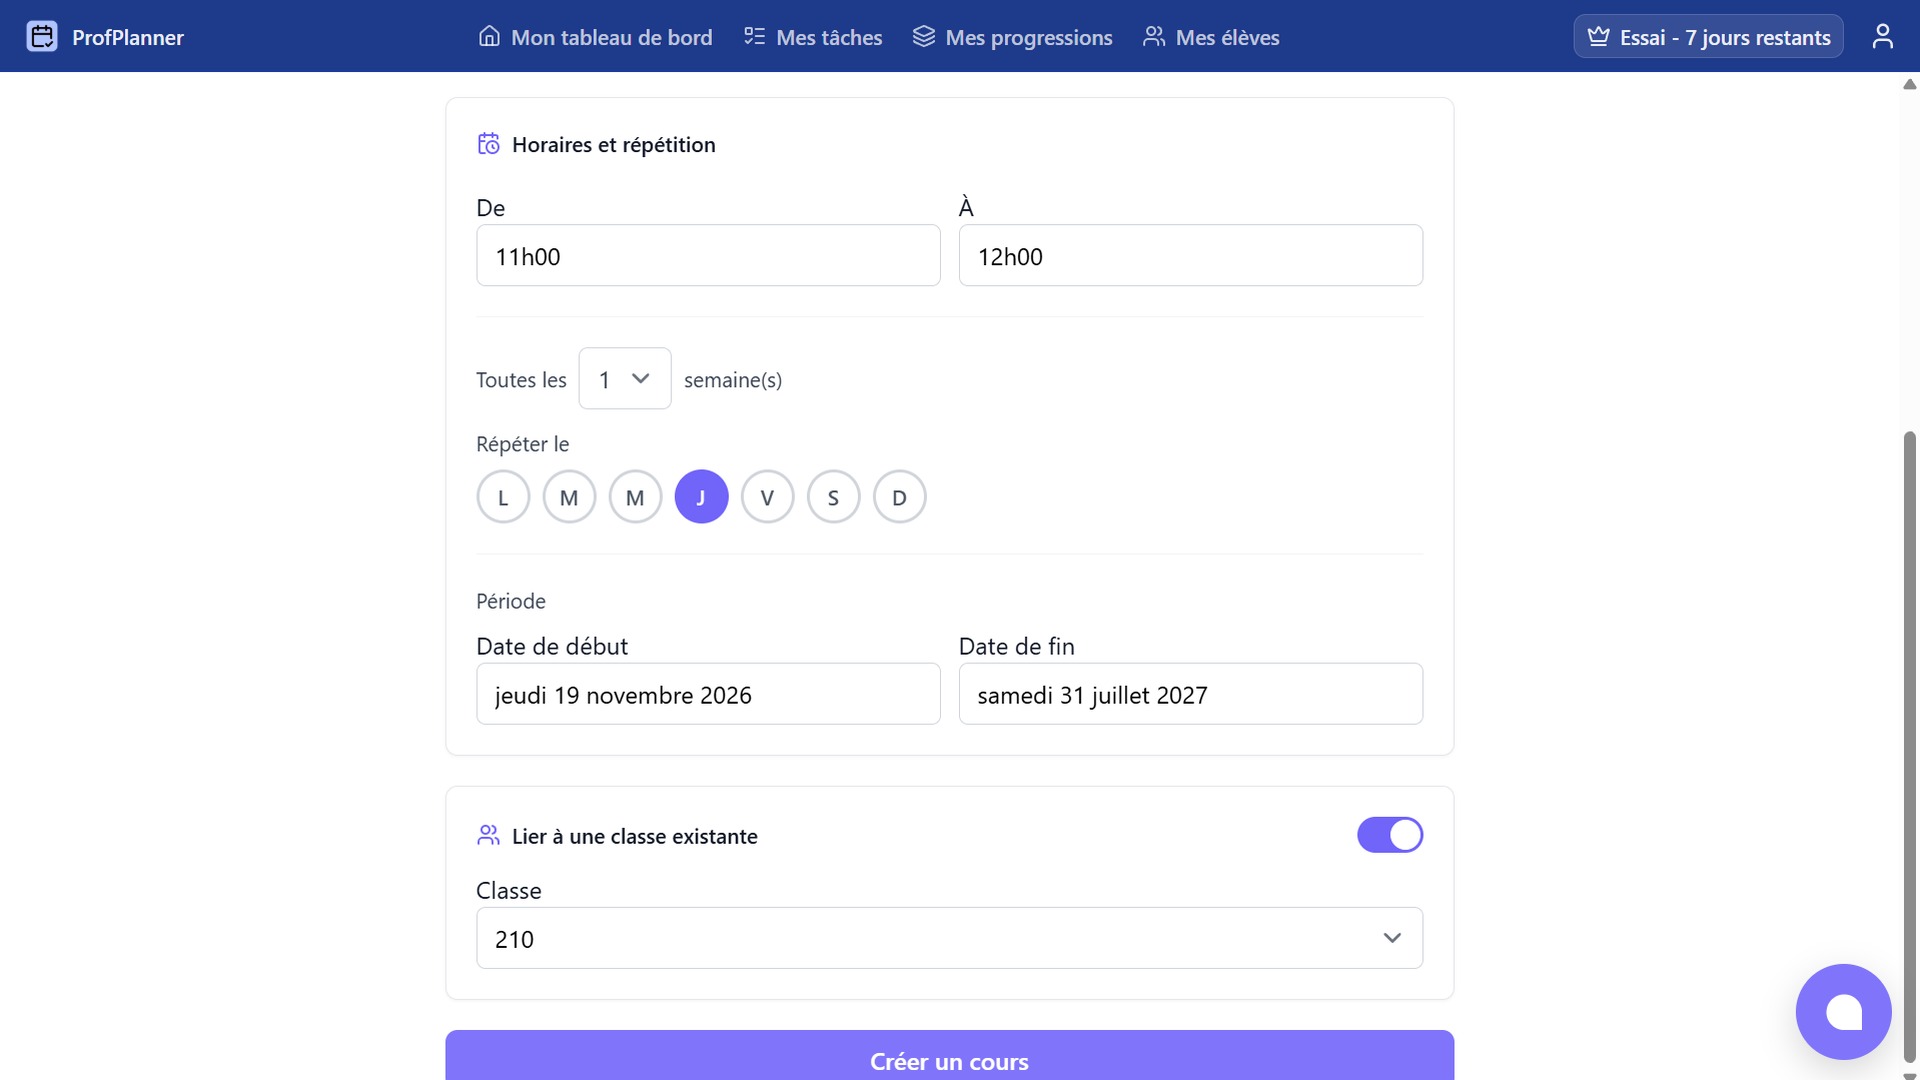 ProfPlanner
Mon tableau de bord
Mes tâches
Mes progressions
Mes élèves
Essai - 7 jours restants
Horaires et répétition
De
À
11h00
12h00
Toutes les 1 semaine(s)
Répéter le
L M M J V S D
Période
Date de début
Date de fin
jeudi 19 novembre 2026
samedi 31 juillet 2027
Lier à une classe existante
Classe
210
Créer un cours